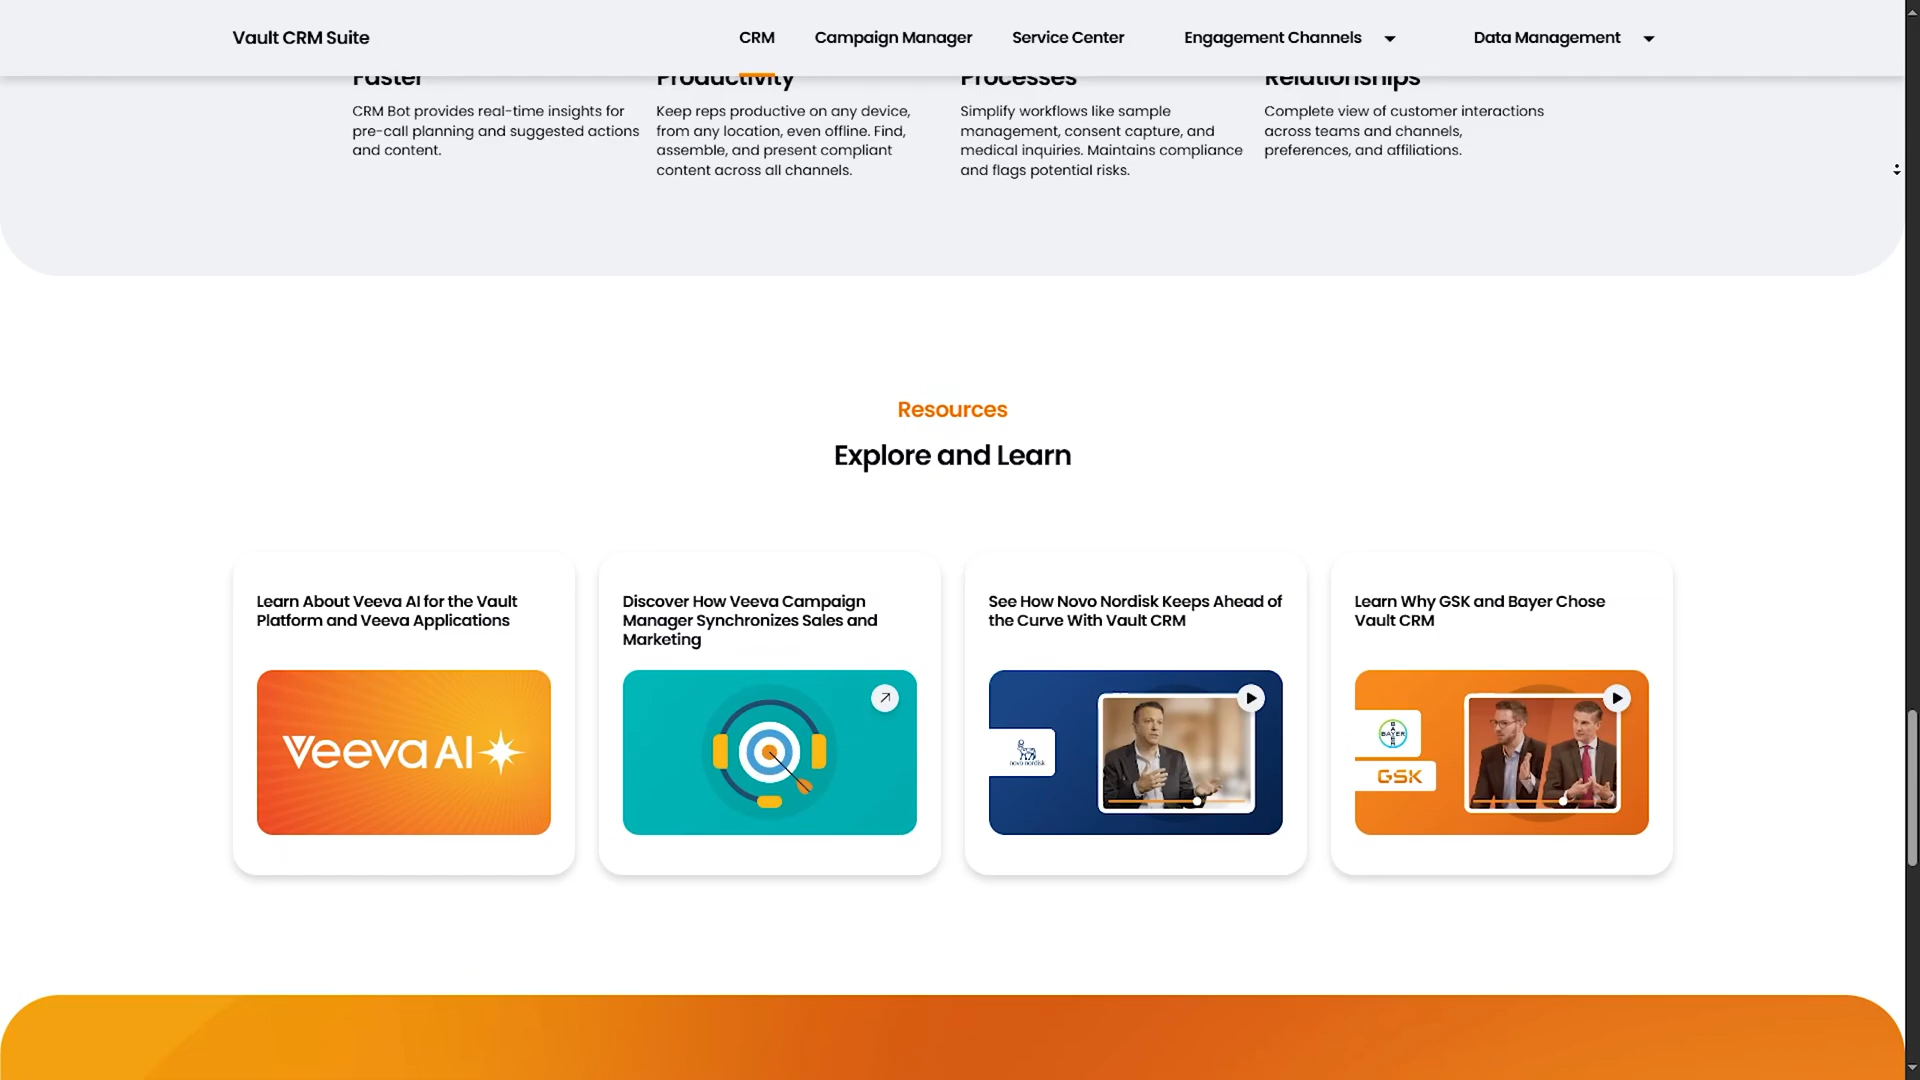 Vault CRM Suite
CRM
Campaign Manager
Service Center
Engagement Channels
Data Management
Faster
Productivity
Processes
Relationships
CRM Bot provides real-time insights for
pre-call planning and suggested actions
and content.
Keep reps productive on any device,
from any location, even offline. Find,
assemble, and present compliant
content across all channels.
Simplify workflows like sample
management, consent capture, and
medical inquiries. Maintains compliance
and flags potential risks.
Complete view of customer interactions
across teams and channels,
preferences, and affiliations.
Resources
Explore and Learn
Learn About Veeva AI for the Vault
Platform and Veeva Applications
Veeva AI
Discover How Veeva Campaign
Manager Synchronizes Sales and
Marketing
See How Novo Nordisk Keeps Ahead of
the Curve With Vault CRM
novo nordisk
Learn Why GSK and Bayer Chose
Vault CRM
BAYER
GSK